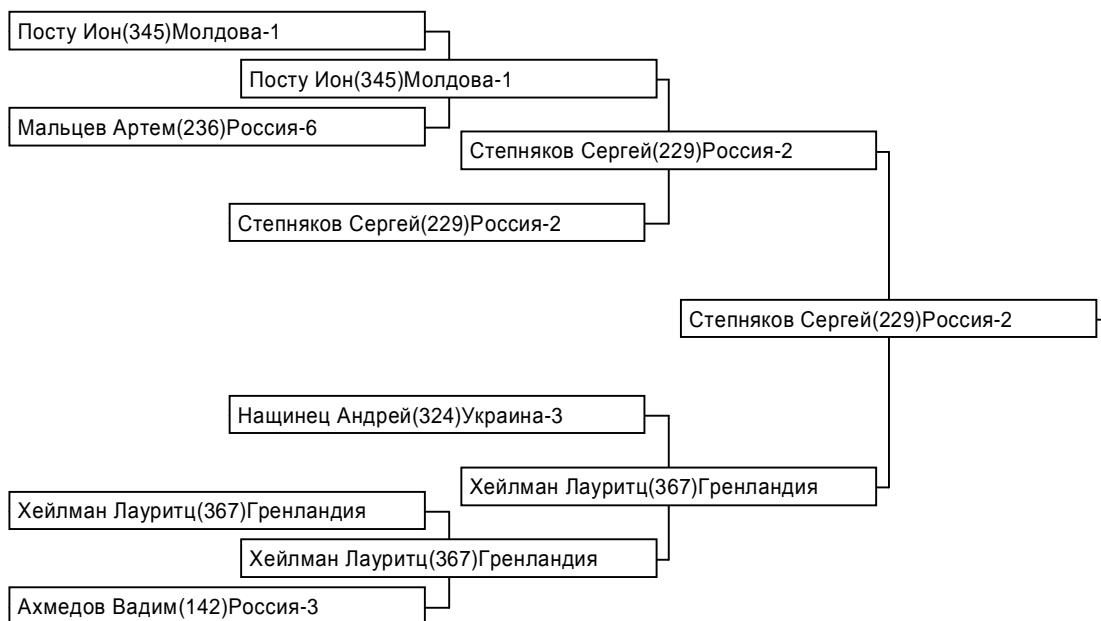 Посту Ион(345)Молдова-1
Посту Ион(345)Молдова-1
Мальцев Артем(236)Россия-6
Степняков Сергей(229)Россия-2
Степняков Сергей(229)Россия-2
Степняков Сергей(229)Россия-2
Нащинец Андрей(324)Украина-3
Хейлман Лауритц(367)Гренландия
Хейлман Лауритц(367)Гренландия
Хейлман Лауритц(367)Гренландия
Ахмедов Вадим(142)Россия-3